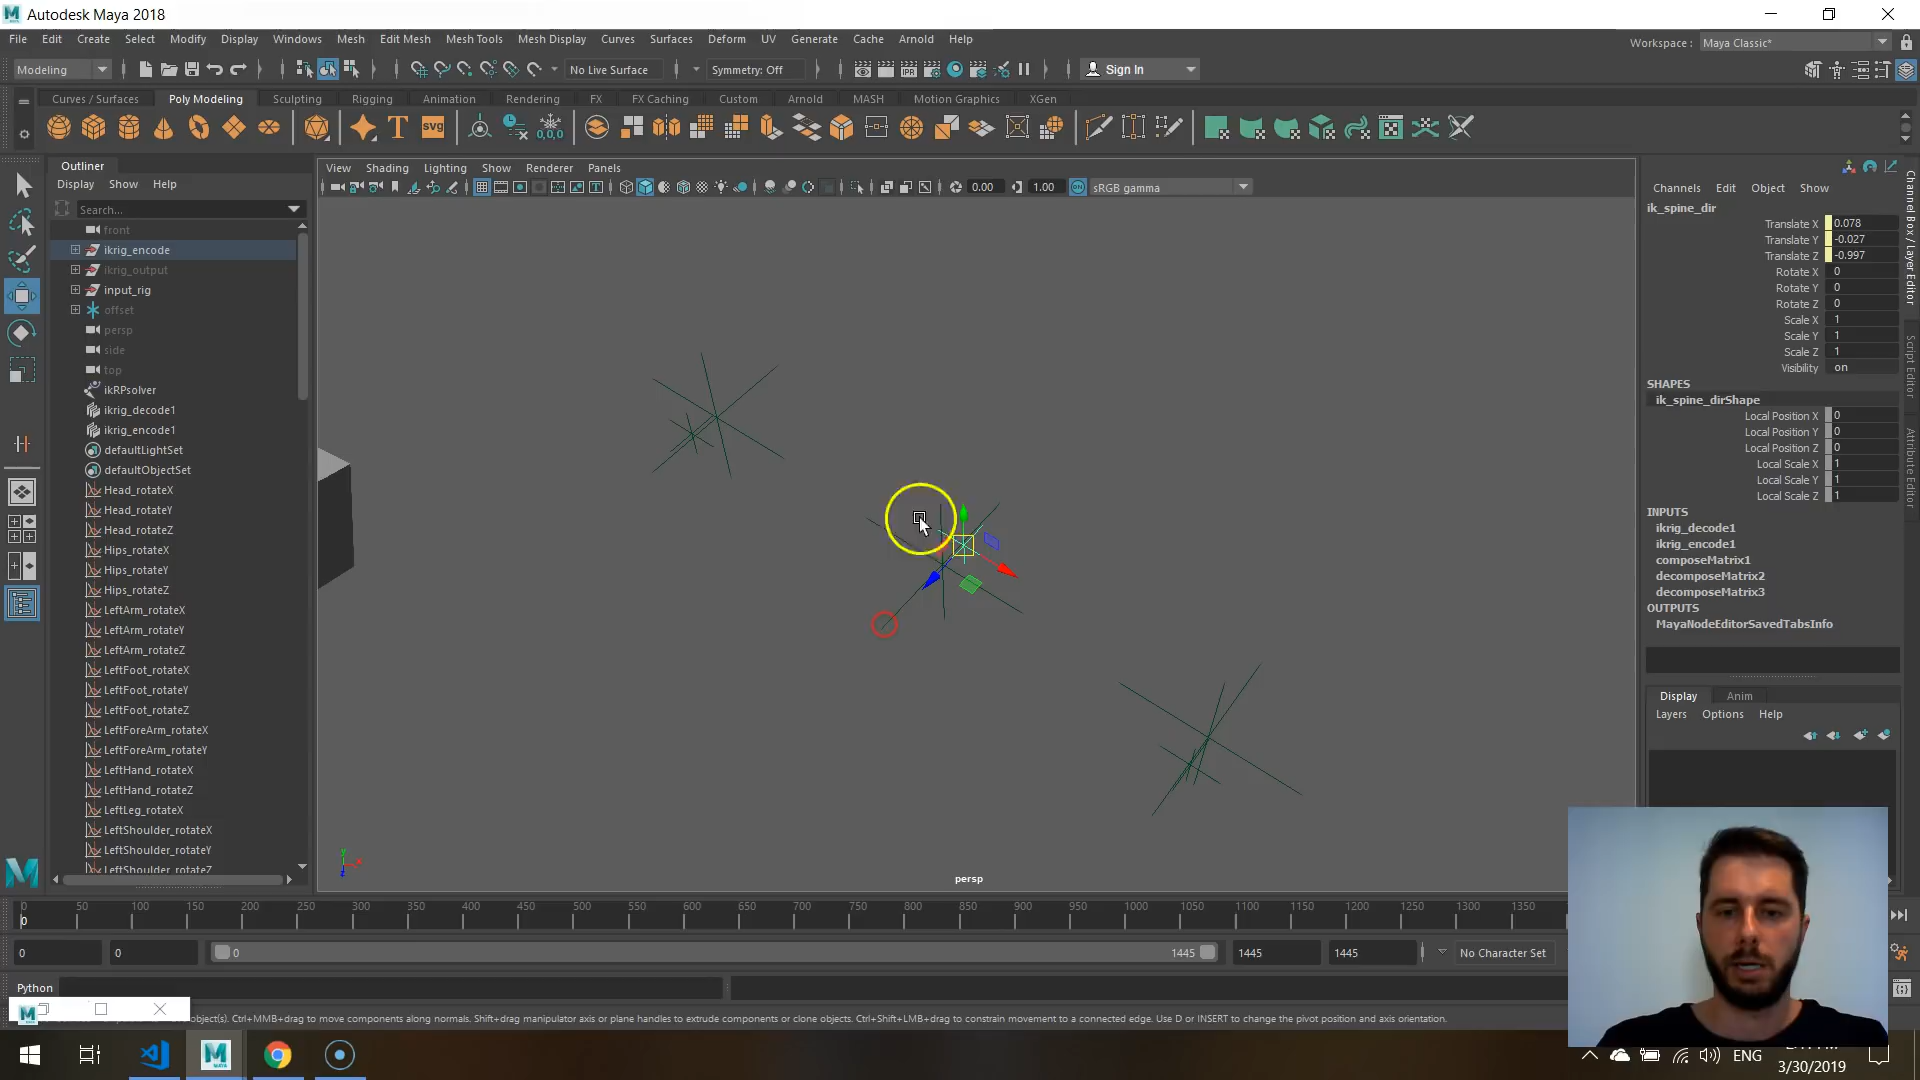 Autodesk Maya 2018
File Edit Create Select Modify Display Windows Mesh Edit Mesh Mesh Tools Mesh Display Curves Surfaces Deform UV Generate Cache Arnold Help
Workspace : Maya Classic*
Modeling No Live Surface Symmetry: Off Sign In
Curves / Surfaces Poly Modeling Sculpting Rigging Animation Rendering FX FX Caching Custom Arnold MASH Motion Graphics XGen
T SVG 0,0,0
Outliner
Display Show Help
Search...
front
ikrig_encode
ikrig_output
input_rig
offset
persp
side
top
ikRPsolver
ikrig_decode1
ikrig_encode1
defaultLightSet
defaultObjectSet
Head_rotateX
Head_rotateY
Head_rotateZ
Hips_rotateX
Hips_rotateY
Hips_rotateZ
LeftArm_rotateX
LeftArm_rotateY
LeftArm_rotateZ
LeftFoot_rotateX
LeftFoot_rotateY
LeftFoot_rotateZ
LeftForeArm_rotateX
LeftForeArm_rotateY
LeftHand_rotateX
LeftHand_rotateZ
LeftLeg_rotateX
LeftShoulder_rotateX
LeftShoulder_rotateY
LeftShoulder_rotateZ
View Shading Lighting Show Renderer Panels
0.00 1.00 ON sRGB gamma
persp
Channels Edit Object Show
ik_spine_dir
Translate X 0.078
Translate Y -0.027
Translate Z -0.997
Rotate X 0
Rotate Y 0
Rotate Z 0
Scale X 1
Scale Y 1
Scale Z 1
Visibility on
SHAPES
ik_spine_dirShape
Local Position X 0
Local Position Y 0
Local Position Z 0
Local Scale X 1
Local Scale Y 1
Local Scale Z 1
INPUTS
ikrig_decode1
ikrig_encode1
composeMatrix1
decomposeMatrix2
decomposeMatrix3
OUTPUTS
MayaNodeEditorSavedTabsInfo
Display Anim
Layers Options Help
Channel Box / Layer Editor
Script Editor
Attribute Editor
0 50 100 150 200 250 300 350 400 450 500 550 600 650 700 750 800 850 900 950 1000 1050 1100 1150 1200 1250 1300 1350
0
0 0 0 1445 1445 1445 No Character Set
Python
object(s). Ctrl+MMB+drag to move components along normals. Shift+drag manipulator axis or plane handles to extrude components or clone objects. Ctrl+Shift+LMB+drag to constrain movement to a connected edge. Use D or INSERT to change the pivot position and axis orientation.
ENG
3/30/2019